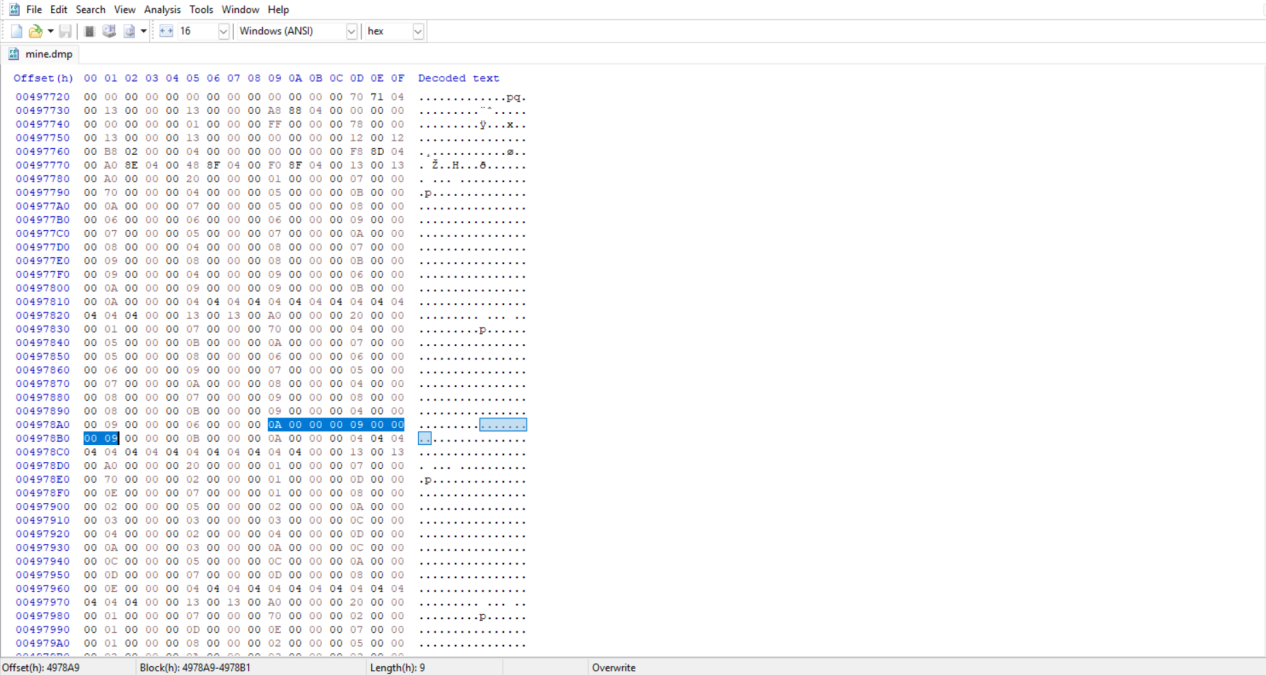 File Edit Search View Analysis Tools Window Help
16 Windows (ANSI) hex
mine.dmp
Offset(h) 00 01 02 03 04 05 06 07 08 09 0A 0B 0C 0D 0E 0F Decoded text
00497720 00 00 00 00 00 00 00 00 00 00 00 00 00 70 71 04 .............pq.
00497730 00 13 00 00 00 13 00 00 00 A8 88 04 00 00 00 00 .........¨ˆ.....
00497740 00 00 00 00 00 01 00 00 00 FF 00 00 00 78 00 00 .........ÿ...x..
00497750 00 13 00 00 00 13 00 00 00 00 00 00 00 12 00 12 ................
00497760 00 B8 02 00 00 04 00 00 00 00 00 00 00 F8 8D 04 .¸...........ø..
00497770 00 A0 8E 04 00 48 8F 04 00 F0 8F 04 00 13 00 13 . Ž..H...ð......
00497780 00 A0 00 00 00 20 00 00 00 01 00 00 00 07 00 00 . ... ..........
00497790 00 70 00 00 00 04 00 00 00 05 00 00 00 0B 00 00 .p..............
004977A0 00 0A 00 00 00 07 00 00 00 05 00 00 00 08 00 00 ................
004977B0 00 06 00 00 00 06 00 00 00 06 00 00 00 09 00 00 ................
004977C0 00 07 00 00 00 05 00 00 00 07 00 00 00 0A 00 00 ................
004977D0 00 08 00 00 00 04 00 00 00 08 00 00 00 07 00 00 ................
004977E0 00 09 00 00 00 08 00 00 00 08 00 00 00 0B 00 00 ................
004977F0 00 09 00 00 00 04 00 00 00 09 00 00 00 06 00 00 ................
00497800 00 0A 00 00 00 09 00 00 00 09 00 00 00 0B 00 00 ................
00497810 00 0A 00 00 00 04 04 04 04 04 04 04 04 04 04 04 ................
00497820 04 04 04 00 00 13 00 13 00 A0 00 00 00 20 00 00 ......... ... ..
00497830 00 01 00 00 00 07 00 00 00 70 00 00 00 04 00 00 .........p......
00497840 00 05 00 00 00 0B 00 00 00 0A 00 00 00 07 00 00 ................
00497850 00 05 00 00 00 08 00 00 00 06 00 00 00 06 00 00 ................
00497860 00 06 00 00 00 09 00 00 00 07 00 00 00 05 00 00 ................
00497870 00 07 00 00 00 0A 00 00 00 08 00 00 00 04 00 00 ................
00497880 00 08 00 00 00 07 00 00 00 09 00 00 00 08 00 00 ................
00497890 00 08 00 00 00 0B 00 00 00 09 00 00 00 04 00 00 ................
004978A0 00 09 00 00 00 06 00 00 00 0A 00 00 00 09 00 00 ................
004978B0 00 09 00 00 00 0B 00 00 00 0A 00 00 00 04 04 04 ................
004978C0 04 04 04 04 04 04 04 04 04 04 04 00 00 13 00 13 ................
004978D0 00 A0 00 00 00 20 00 00 00 01 00 00 00 07 00 00 . ... ..........
004978E0 00 70 00 00 00 02 00 00 00 01 00 00 00 0D 00 00 .p..............
004978F0 00 0E 00 00 00 07 00 00 00 01 00 00 00 08 00 00 ................
00497900 00 02 00 00 00 05 00 00 00 02 00 00 00 0A 00 00 ................
00497910 00 03 00 00 00 03 00 00 00 03 00 00 00 0C 00 00 ................
00497920 00 04 00 00 00 02 00 00 00 04 00 00 00 0D 00 00 ................
00497930 00 0A 00 00 00 03 00 00 00 0A 00 00 00 0C 00 00 ................
00497940 00 0C 00 00 00 05 00 00 00 0C 00 00 00 0A 00 00 ................
00497950 00 0D 00 00 00 07 00 00 00 0D 00 00 00 08 00 00 ................
00497960 00 0E 00 00 00 04 04 04 04 04 04 04 04 04 04 04 ................
00497970 04 04 04 00 00 13 00 13 00 A0 00 00 00 20 00 00 ......... ... ..
00497980 00 01 00 00 00 07 00 00 00 70 00 00 00 02 00 00 .........p......
00497990 00 01 00 00 00 0D 00 00 00 0E 00 00 00 07 00 00 ................
004979A0 00 01 00 00 00 08 00 00 00 02 00 00 00 05 00 00 ................
Offset(h): 4978A9 Block(h): 4978A9-4978B1 Length(h): 9 Overwrite